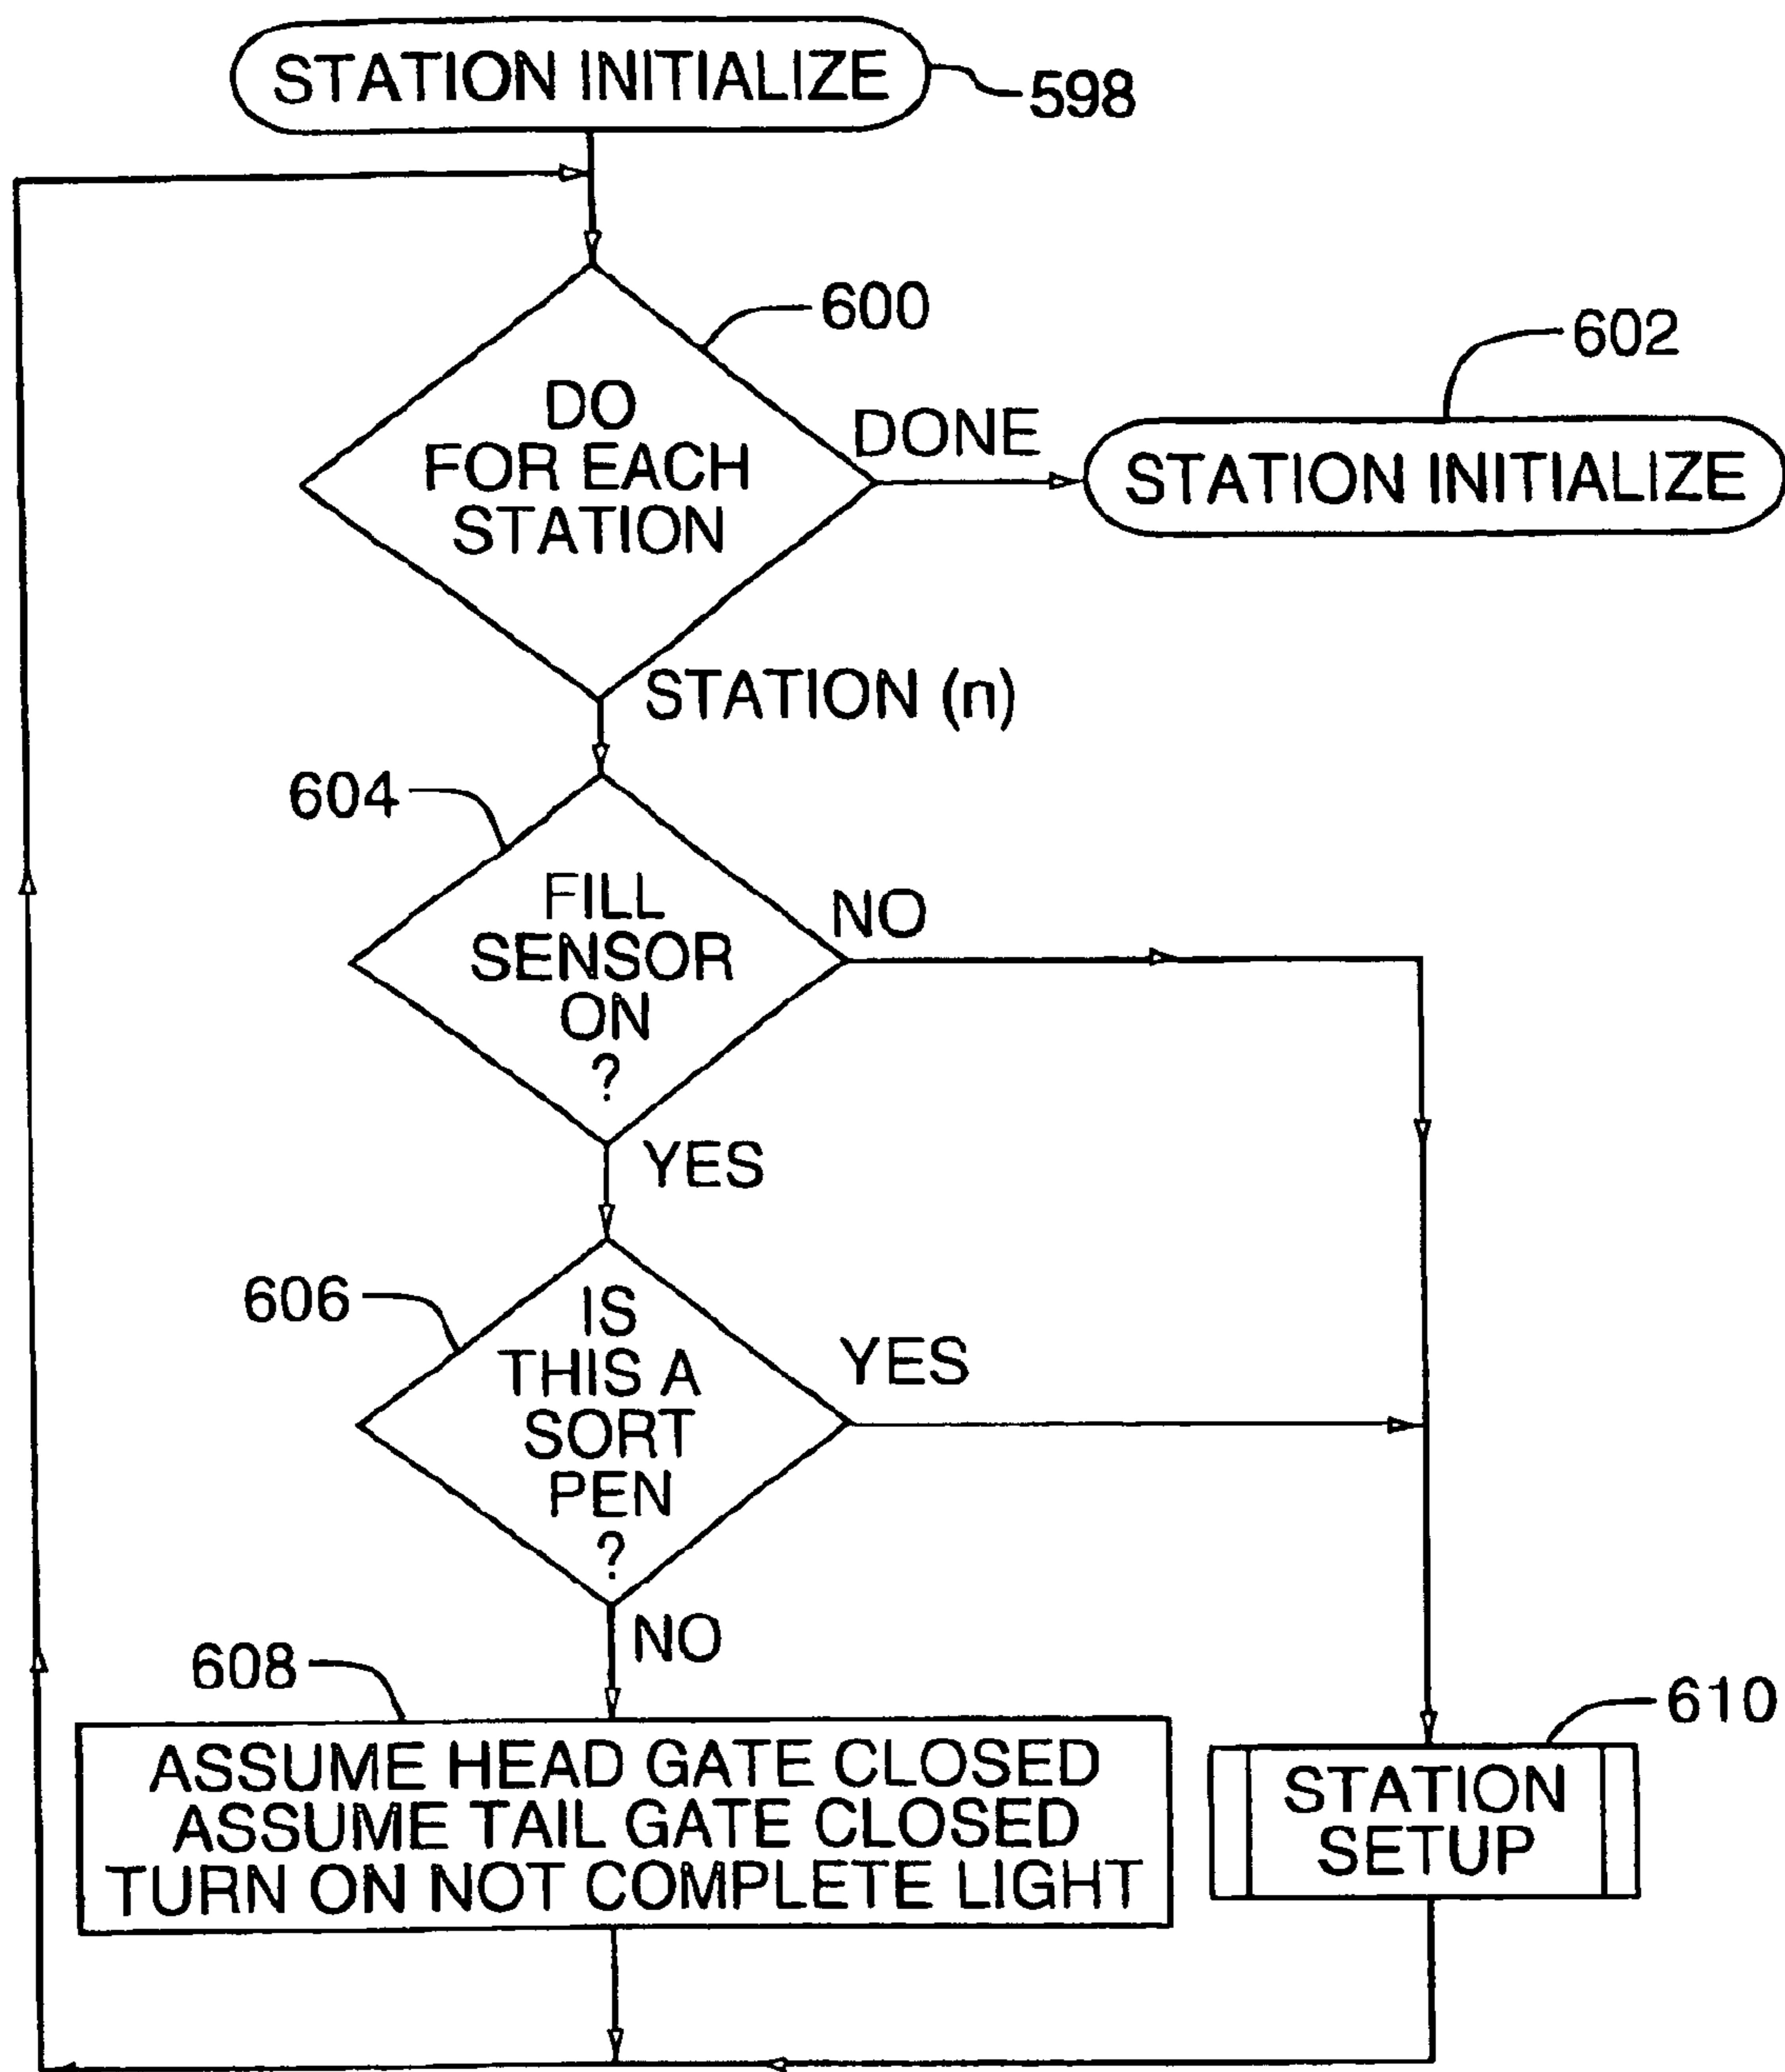 STATION INITIALIZE
598
600
DO
FOR EACH
STATION
DONE
602
STATION INITIALIZE
STATION (n)
604
FILL
SENSOR
ON
?
NO
YES
606
IS
THIS A
SORT
PEN
?
YES
NO
608
ASSUME HEAD GATE CLOSED
ASSUME TAIL GATE CLOSED
TURN ON NOT COMPLETE LIGHT
610
STATION
SETUP